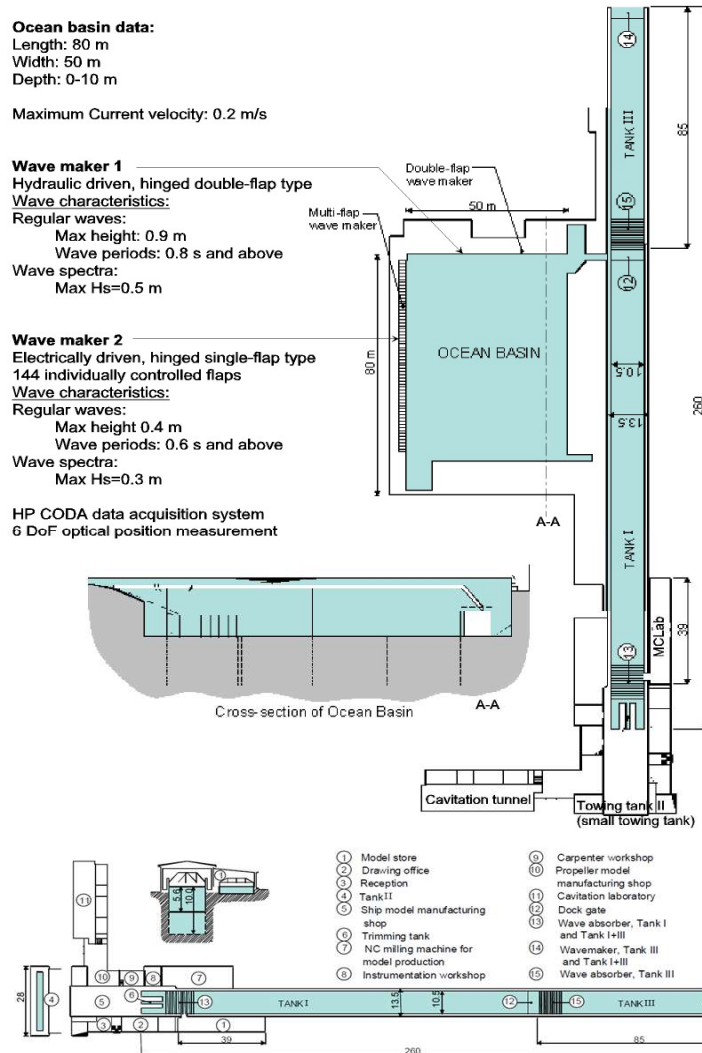 Ocean basin data:
Length: 80 m
Width: 50 m
Depth: 0-10 m
Maximum Current velocity: 0.2 m/s
Wave maker 1
Hydraulic driven, hinged double-flap type
Wave characteristics:
Regular waves:
Max height: 0.9 m
Wave periods: 0.8 s and above
Wave spectra:
Max Hs=0.5 m
Wave maker 2
Electrically driven, hinged single-flap type
144 individually controlled flaps
Wave characteristics:
Regular waves:
Max height 0.4 m
Wave periods: 0.6 s and above
Wave spectra:
Max Hs=0.3 m
HP CODA data acquisition system
6 DoF optical position measurement
Double-flap
wave maker
50 m
Multi-flap
wave maker
80 m
OCEAN BASIN
A-A
14
TANK III
85
15
12
10.5
13.5
260
TANK I
39
MCLab
13
Cavitation tunnel
Towing tank II
(small towing tank)
Cross-section of Ocean Basin
A-A
1 Model store
2 Drawing office
3 Reception
4 Tank II
5 Ship model manufacturing
shop
6 Trimming tank
7 NC milling machine for
model production
8 Instrumentation workshop
9 Carpenter workshop
10 Propeller model
manufacturing shop
11 Cavitation laboratory
12 Dock gate
13 Wave absorber, Tank I
and Tank I+III
14 Wavemaker, Tank III
and Tank I+III
15 Wave absorber, Tank III
11
1
5.6
10.0
10 9 8 7
28
4
5
6
13
TANK I
13.5
10.5
12
15
TANK III
3 2 1
39
85
260